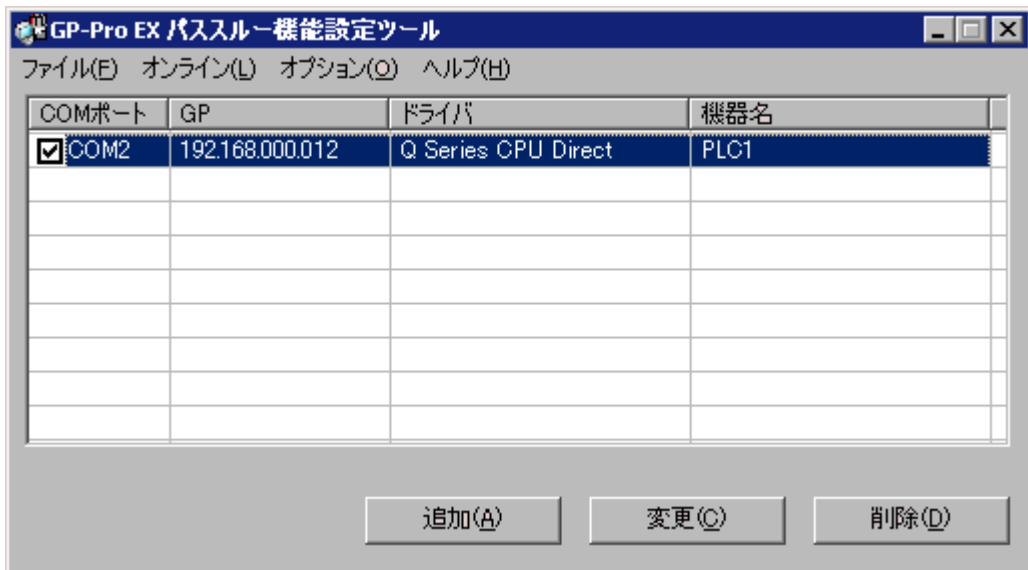 GP-Pro EX パススルー機能設定ツール
ファイル(F) オンライン(L) オプション(O) ヘルプ(H)
COMポート GP ドライバ 機器名
COM2 192.168.000.012 Q Series CPU Direct PLC1
追加(A) 変更(C) 削除(D)